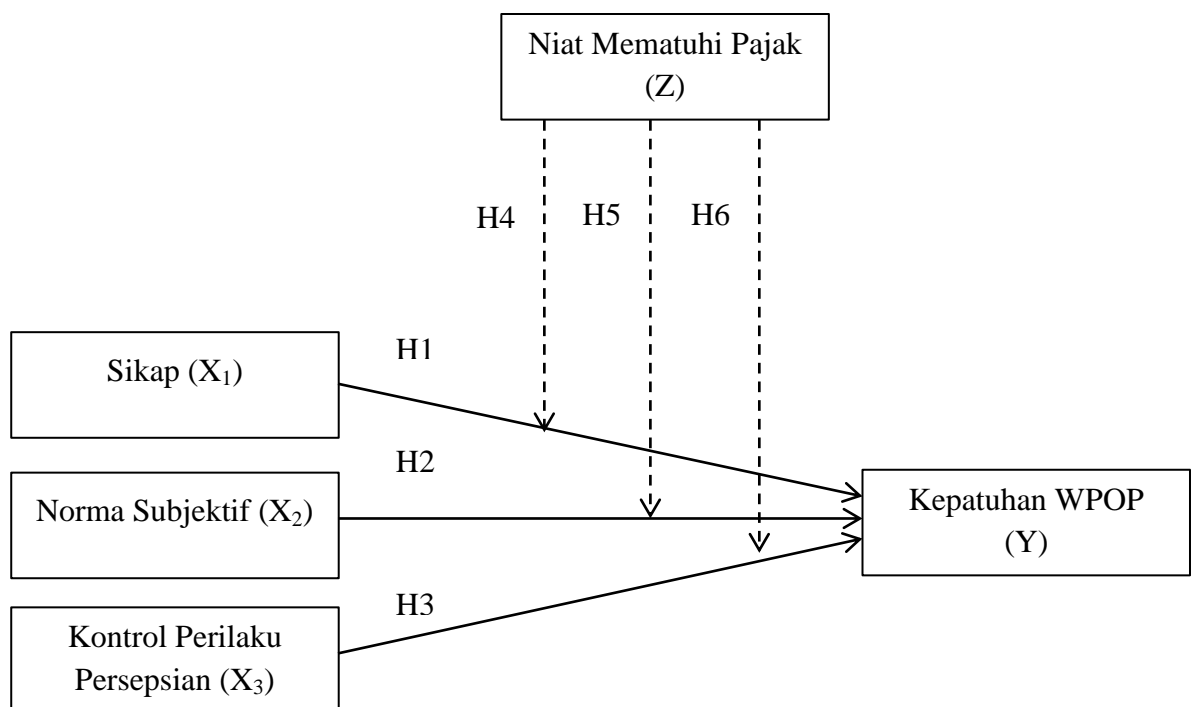 Niat Mematuhi Pajak
(Z)
H4
H5
H6
H1
Sikap (X₁)
H2
Norma Subjektif (X₂)
Kepatuhan WPOP
(Y)
H3
Kontrol Perilaku
Persepsian (X₃)